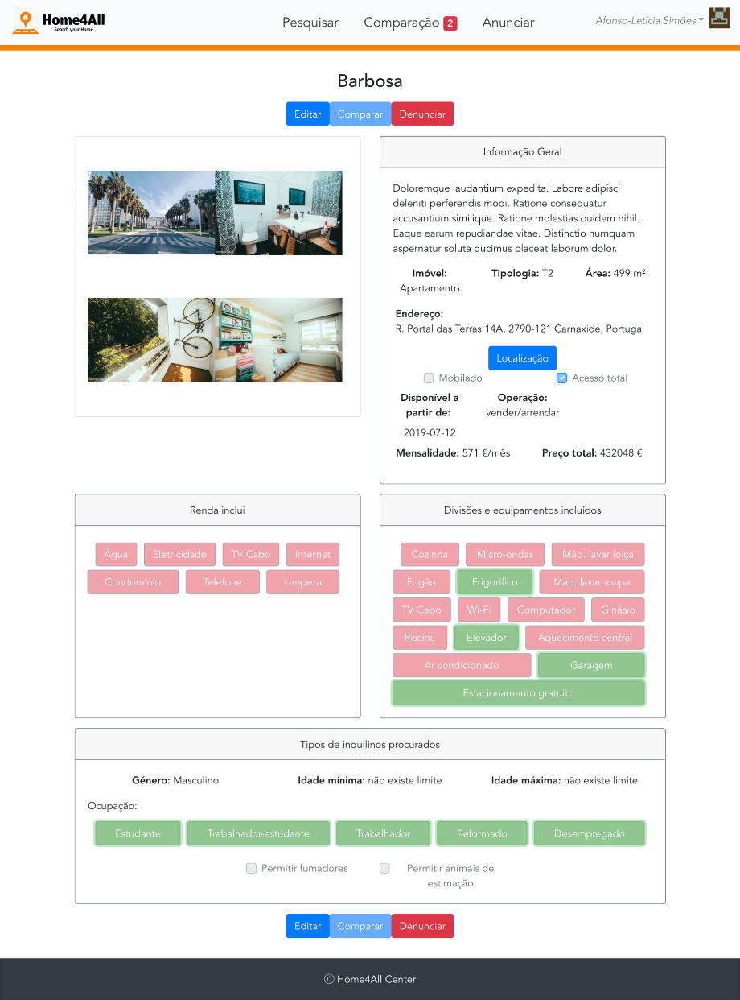 Home4All
Search your Home
Pesquisar
Comparação 2
Anunciar
Afonso-Letícia Simões
Barbosa
Editar
Comparar
Denunciar
Informação Geral
Doloremque laudantium expedita. Labore adipisci
deleniti perferendis modi. Ratione consequatur
accusantium similique. Ratione molestias quidem nihil.
Eaque earum repudiandae vitae. Distinctio numquam
aspernatur soluta ducimus placeat laborum dolor.
Imóvel:
Apartamento
Tipologia: T2
Área: 499 m²
Endereço:
R. Portal das Terras 14A, 2790-121 Carnaxide, Portugal
Localização
Mobilado
Acesso total
Disponível a
partir de:
2019-07-12
Operação:
vender/arrendar
Mensalidade: 571 €/mês
Preço total: 432048 €
Renda inclui
Água
Eletricidade
TV Cabo
Internet
Condomínio
Telefone
Limpeza
Divisões e equipamentos incluídos
Cozinha
Micro-ondas
Máq. lavar loiça
Fogão
Frigorífico
Máq. lavar roupa
TV Cabo
Wi-Fi
Computador
Ginásio
Piscina
Elevador
Aquecimento central
Ar condicionado
Garagem
Estacionamento gratuito
Tipos de inquilinos procurados
Género: Masculino
Idade mínima: não existe limite
Idade máxima: não existe limite
Ocupação:
Estudante
Trabalhador-estudante
Trabalhador
Reformado
Desempregado
Permitir fumadores
Permitir animais de
estimação
Editar
Comparar
Denunciar
© Home4All Center